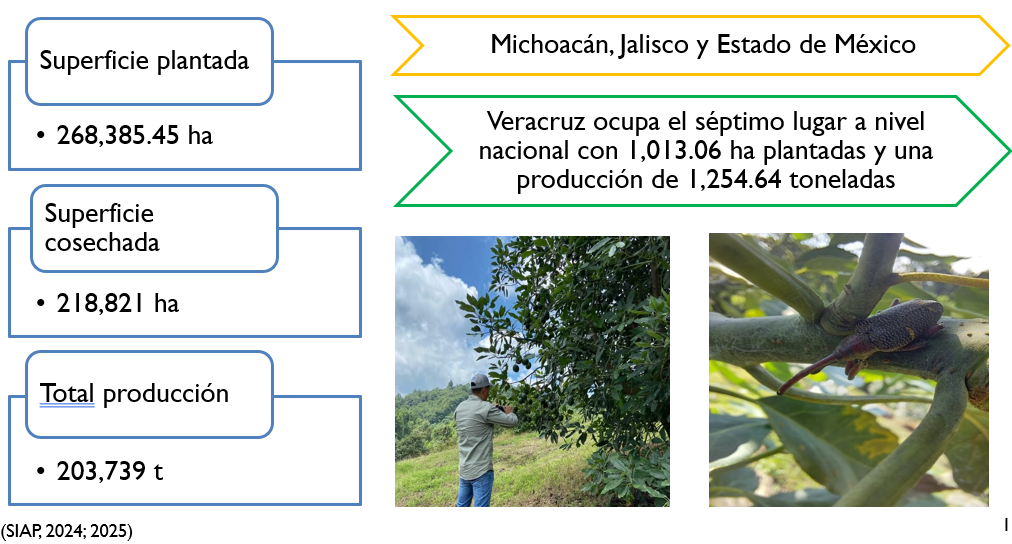 Superficie plantada
• 268,385.45 ha
Superficie
cosechada
• 218,821 ha
Total producción
• 203,739 t
(SIAP, 2024; 2025)
Michoacán, Jalisco y Estado de México
Veracruz ocupa el séptimo lugar a nivel
nacional con 1,013.06 ha plantadas y una
producción de 1,254.64 toneladas
1